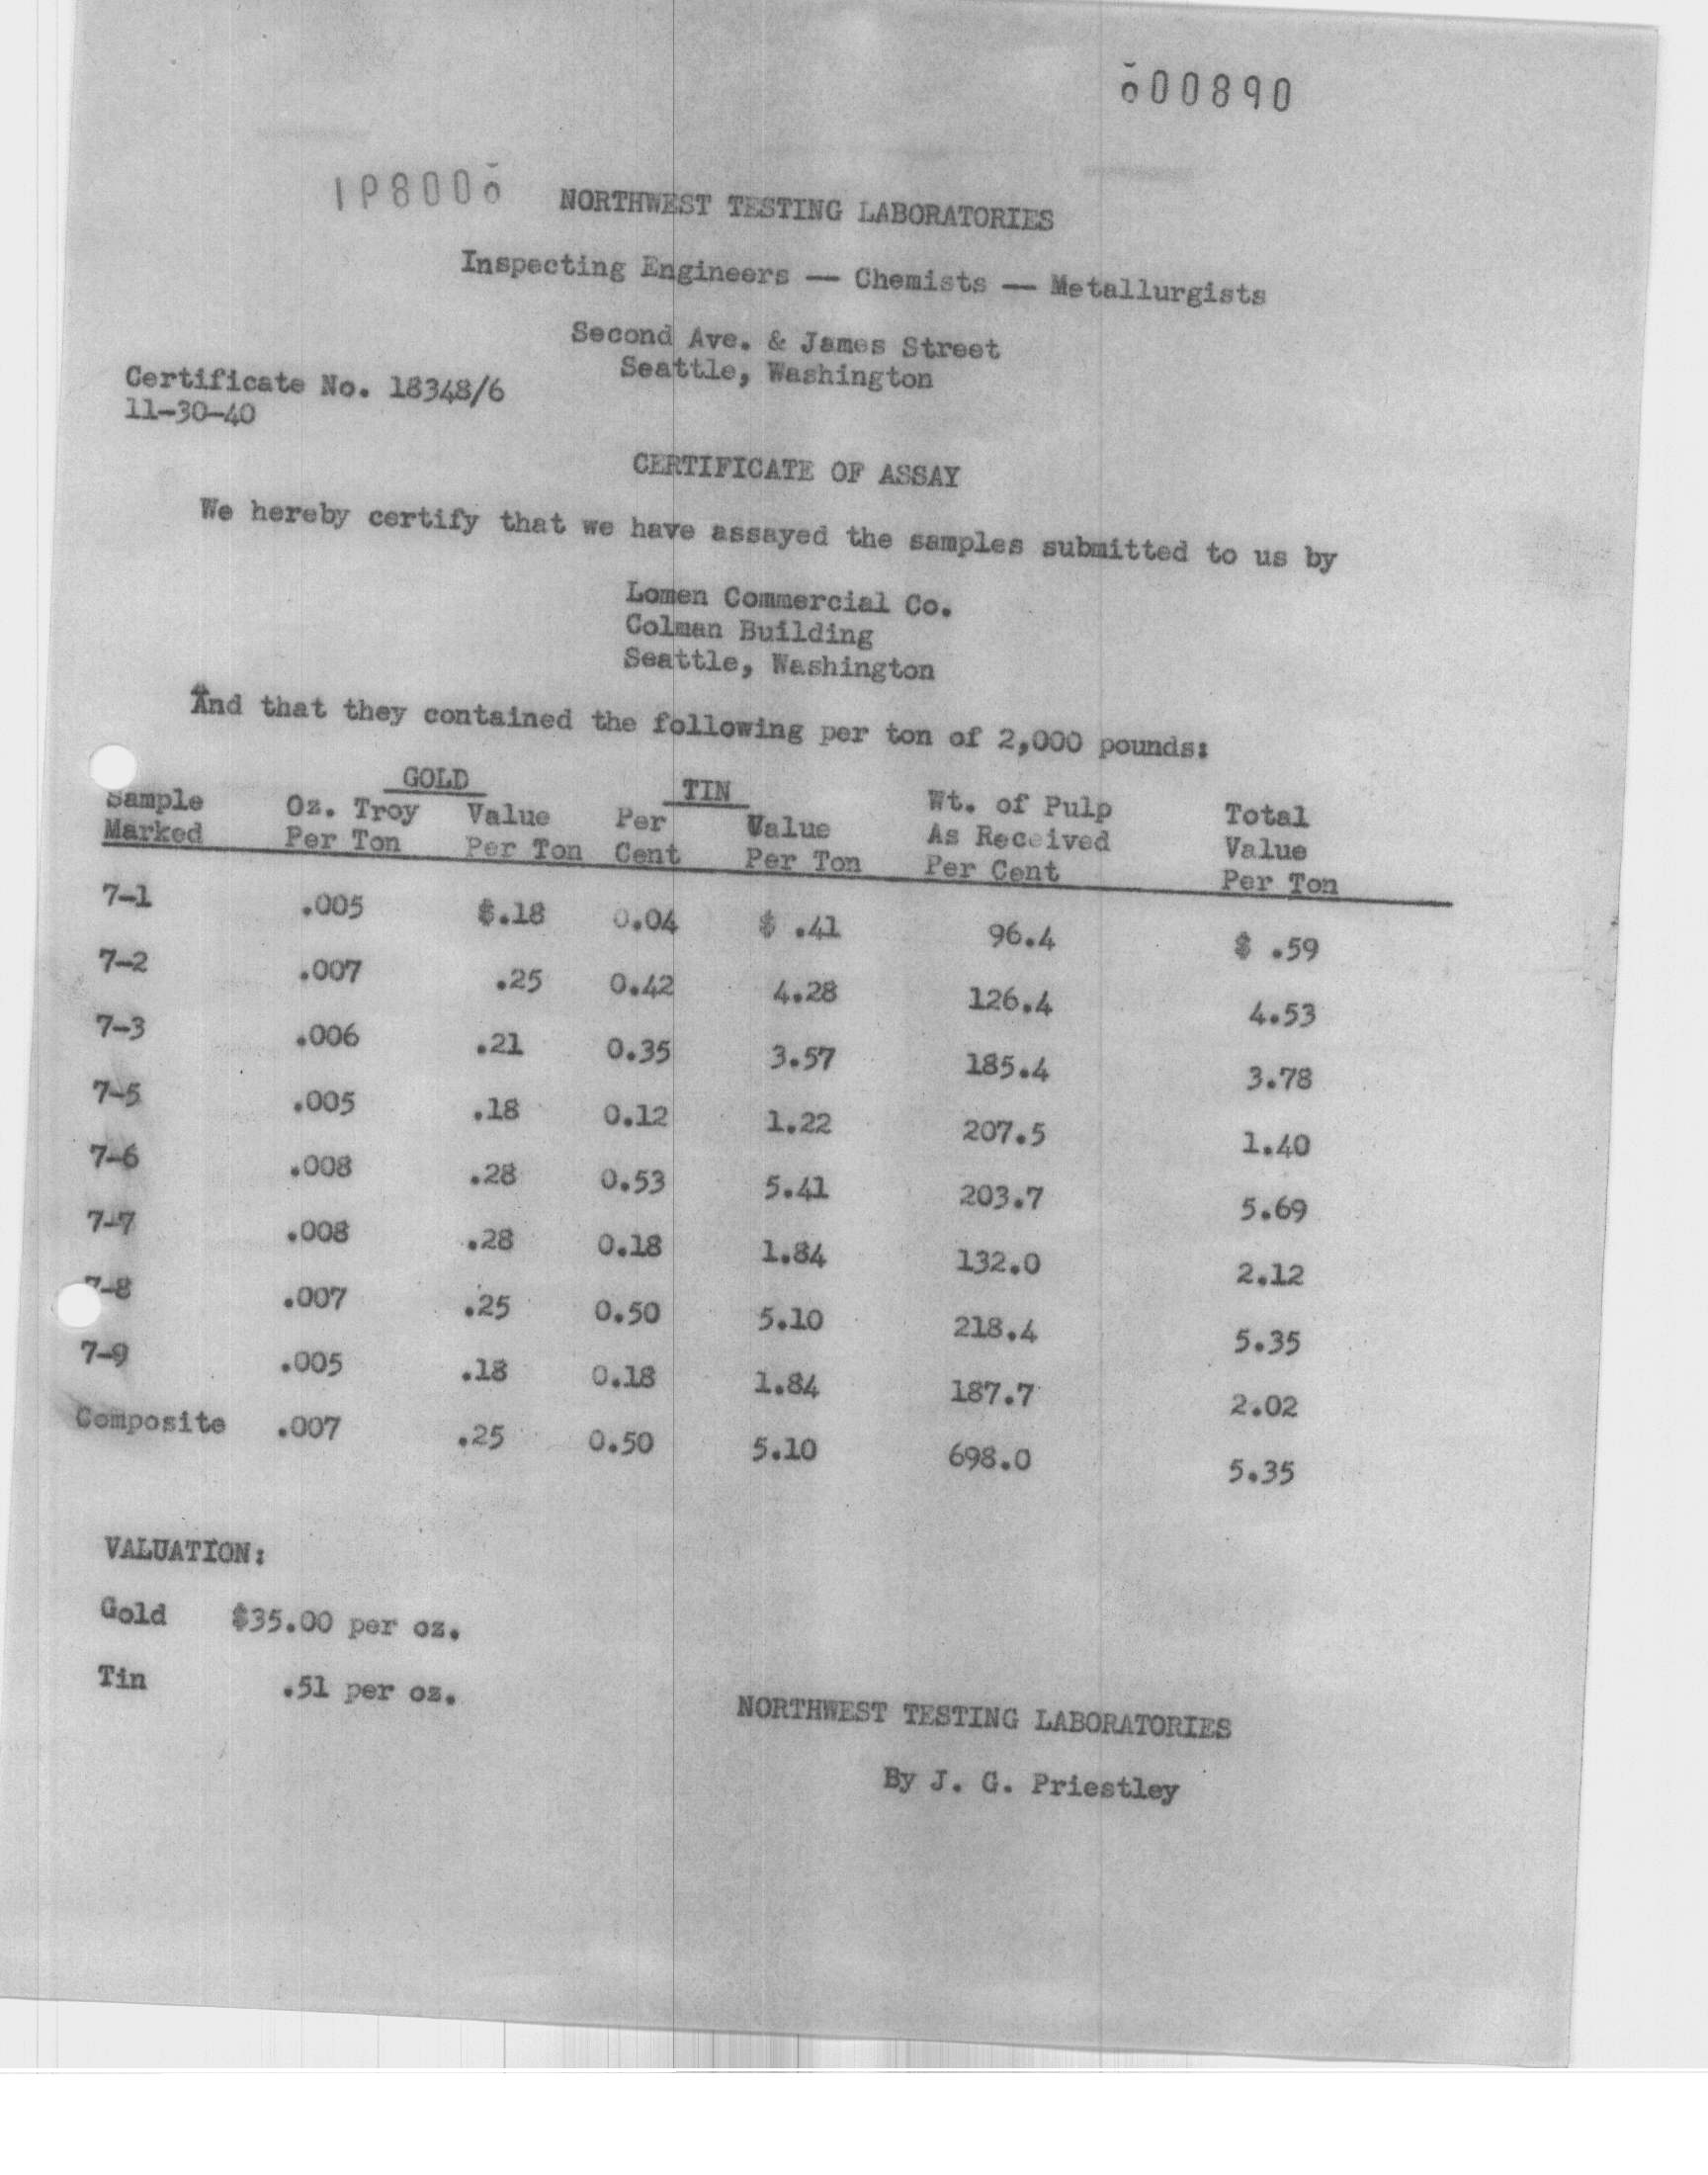 000890
NORTHWEST TESTING LABORATORIES
Inspecting Engineers — Chemists — Metallurgists
Second Ave. & James Street
Seattle, Washington
Certificate No. 18348/6
11-30-40
CERTIFICATE OF ASSAY
We hereby certify that we have assayed the samples submitted to us by
Lomen Commercial Co.
Colman Building
Seattle, Washington
And that they contained the following per ton of 2,000 pounds:
GOLD TIN
Sample Oz. Troy Value Per Value Wt. of Pulp Total
Marked Per Ton Per Ton Cent Per Ton As Received Value
Per Cent Per Ton
7-1 .005 $.18 0.04 $ .41 96.4 $ .59
7-2 .007 .25 0.42 4.28 126.4 4.53
7-3 .006 .21 0.35 3.57 185.4 3.78
7-5 .005 .18 0.12 1.22 207.5 1.40
7-6 .008 .28 0.53 5.41 203.7 5.69
7-7 .008 .28 0.18 1.84 132.0 2.12
7-8 .007 .25 0.50 5.10 218.4 5.35
7-9 .005 .18 0.18 1.84 187.7 2.02
Composite .007 .25 0.50 5.10 698.0 5.35
VALUATION:
Gold $35.00 per oz.
Tin .51 per oz.
NORTHWEST TESTING LABORATORIES
By J. G. Priestley